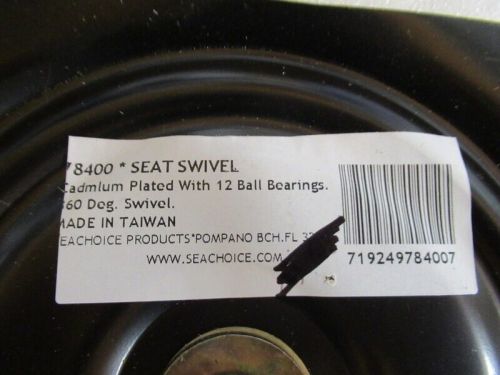 78400 * SEAT SWIVEL
Cadmium Plated With 12 Ball Bearings.
360 Deg. Swivel.
MADE IN TAIWAN
SEACHOICE PRODUCTS*POMPANO BCH.FL 3
WWW.SEACHOICE.COM
719249784007